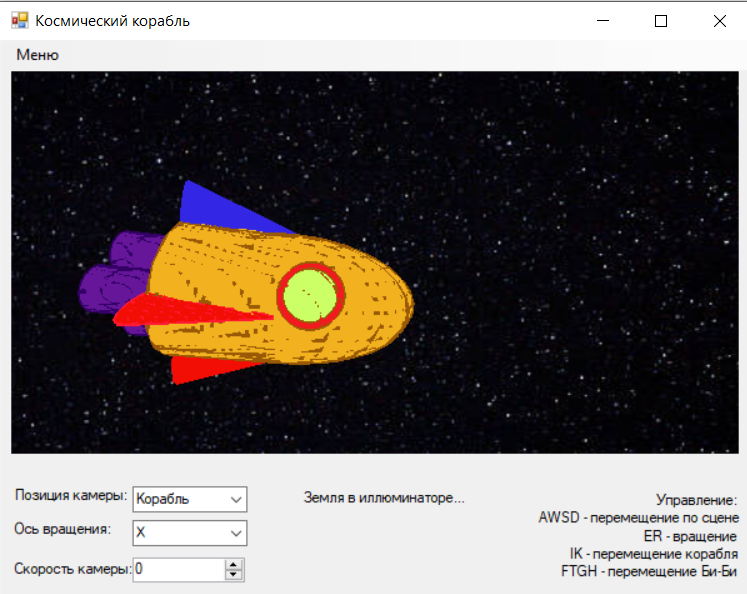 Космический корабль
Меню
Позиция камеры: Корабль
Ось вращения: X
Скорость камеры: 0
Земля в иллюминаторе...
Управление:
AWSD - перемещение по сцене
ER - вращение
IK - перемещение корабля
FTGH - перемещение Би-Би